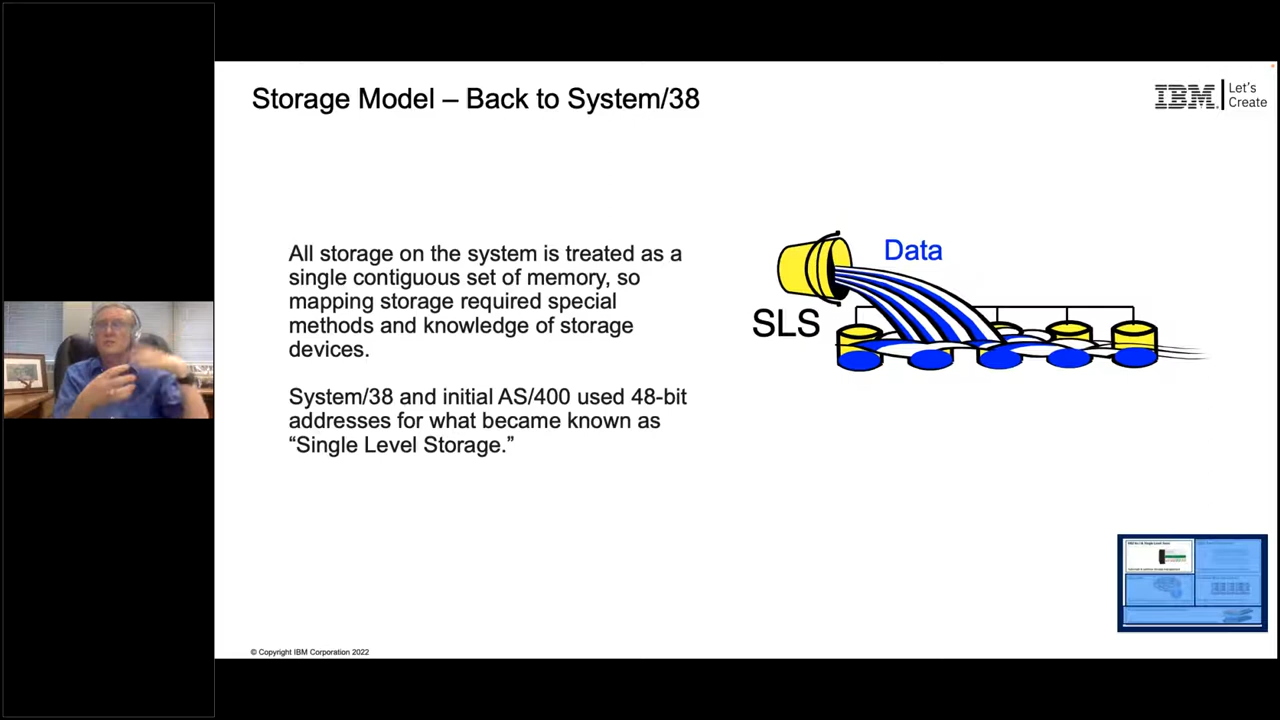 Storage Model – Back to System/38
IBM
Let's
Create
All storage on the system is treated as a
single contiguous set of memory, so
mapping storage required special
methods and knowledge of storage
devices.
System/38 and initial AS/400 used 48-bit
addresses for what became known as
“Single Level Storage.”
Data
SLS
© Copyright IBM Corporation 2022